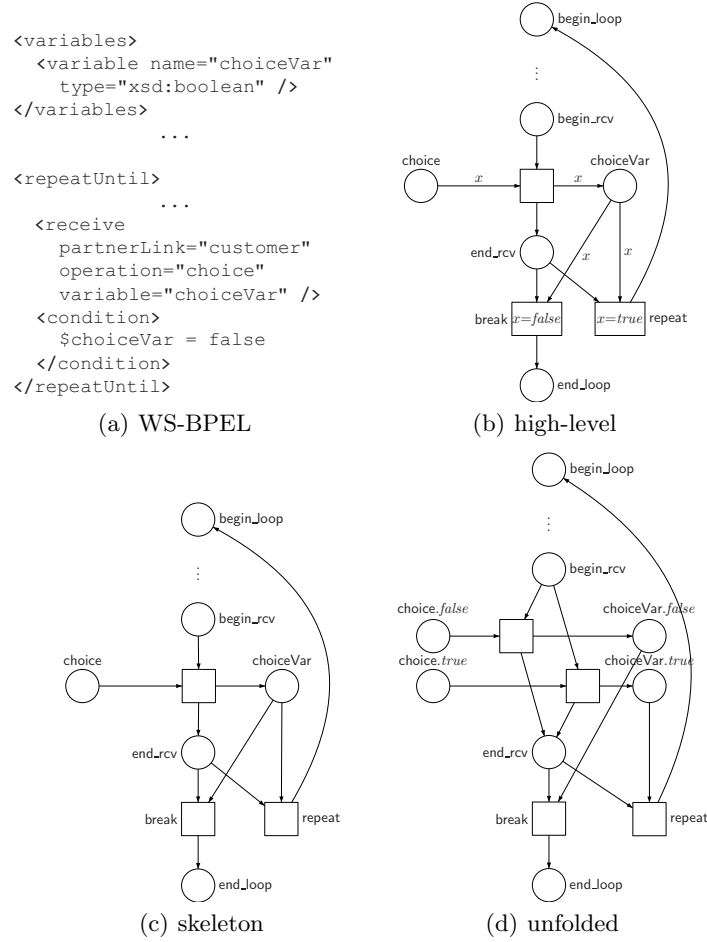 <variables>
<variable name="choiceVar"
type="xsd:boolean" />
</variables>
...
<repeatUntil>
...
<receive
partnerLink="customer"
operation="choice"
variable="choiceVar" />
<condition>
$choiceVar = false
</condition>
</repeatUntil>
(a) WS-BPEL
begin_loop
⋮
begin_rcv
choice
choiceVar
x
x
end_rcv
x
x
break
x=false
x=true
repeat
end_loop
(b) high-level
begin_loop
⋮
begin_rcv
choice
choiceVar
end_rcv
break
repeat
end_loop
(c) skeleton
begin_loop
⋮
begin_rcv
choice.false
choiceVar.false
choice.true
choiceVar.true
end_rcv
break
repeat
end_loop
(d) unfolded